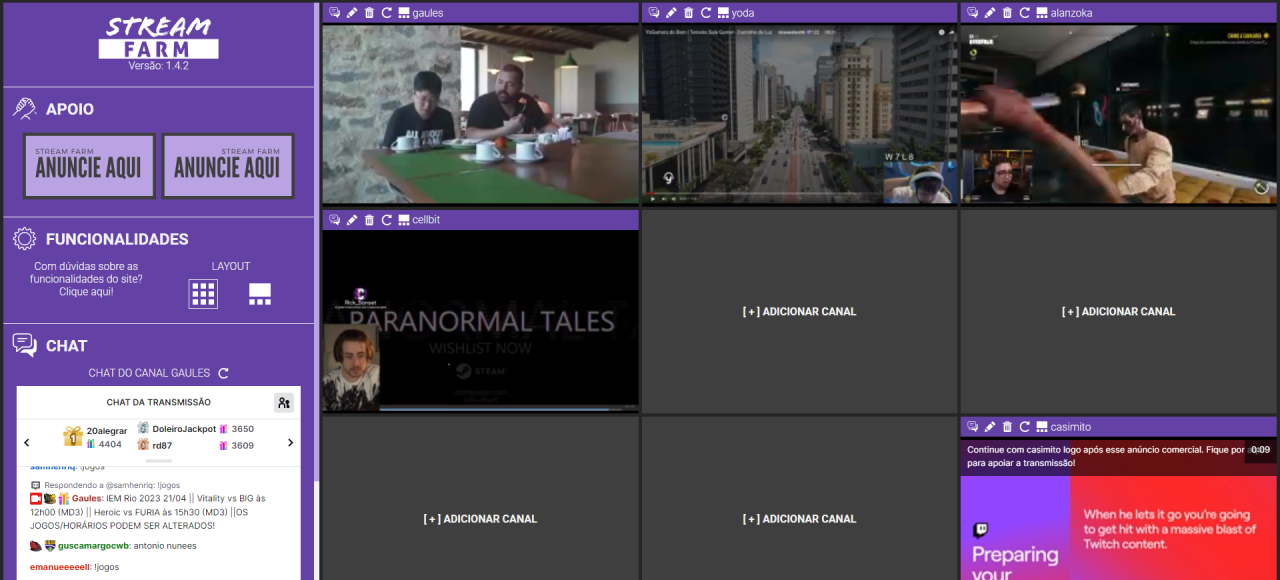 STREAM
FARM
Versão: 1.4.2
APOIO
STREAM FARM
ANUNCIE AQUI
STREAM FARM
ANUNCIE AQUI
FUNCIONALIDADES
Com dúvidas sobre as
funcionalidades do site?
Clique aqui!
LAYOUT
CHAT
CHAT DO CANAL GAULES
CHAT DA TRANSMISSÃO
1
20alegrar
4404
DoleiroJackpot 3650
rd87 3609
samhenriq: !jogos
Respondendo a @samhenriq: !jogos
Gaules: IEM Rio 2023 21/04 || Vitality vs BIG às
12h00 (MD3) || Heroic vs FURIA às 15h30 (MD3) ||OS
JOGOS/HORÁRIOS PODEM SER ALTERADOS!
guscamargocwb: antonio nunees
emanueeeeell: !jogos
gaules
ALL ABOUT
yoda
W7L8
alanzoka
cellbit
Rick_Sanset
PARANORMAL TALES
WISHLIST NOW
STEAM
[ + ] ADICIONAR CANAL
[ + ] ADICIONAR CANAL
[ + ] ADICIONAR CANAL
[ + ] ADICIONAR CANAL
casimito
Continue com casimito logo após esse anúncio comercial. Fique por
para apoiar a transmissão!
0:09
When he lets it go you're going
to get hit with a massive blast of
Twitch content.
Preparing
your